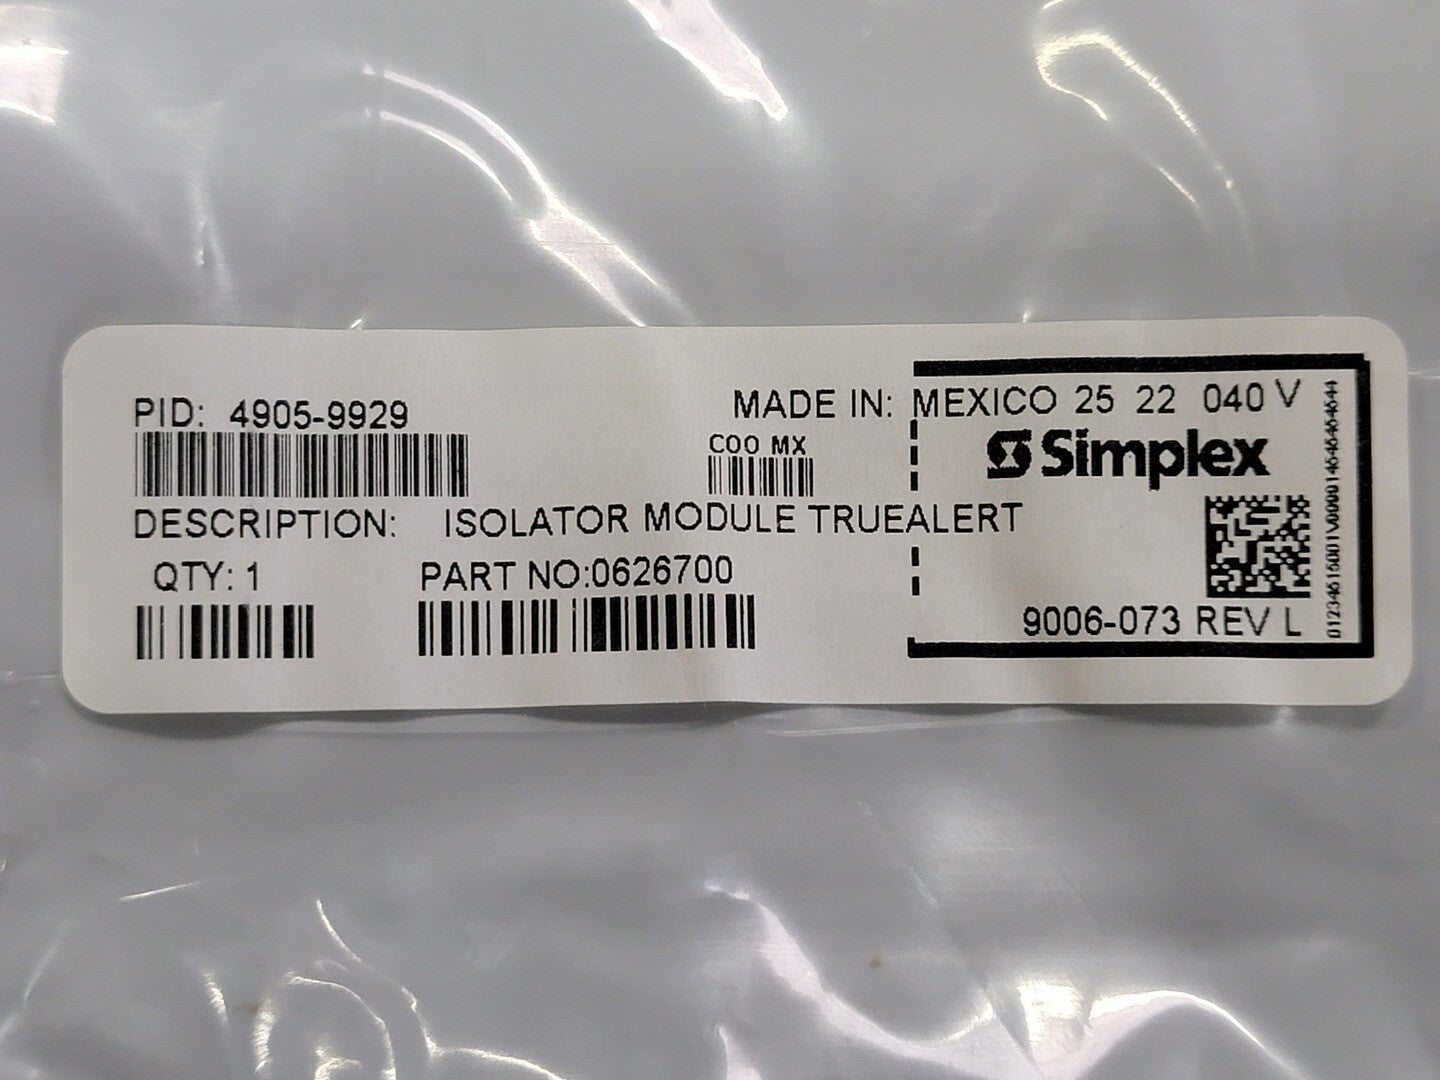 PID: 4905-9929
MADE IN: MEXICO 25 22 040 V
COO MX
Simplex
DESCRIPTION: ISOLATOR MODULE TRUEALERT
QTY: 1
PART NO:0626700
9006-073 REV L